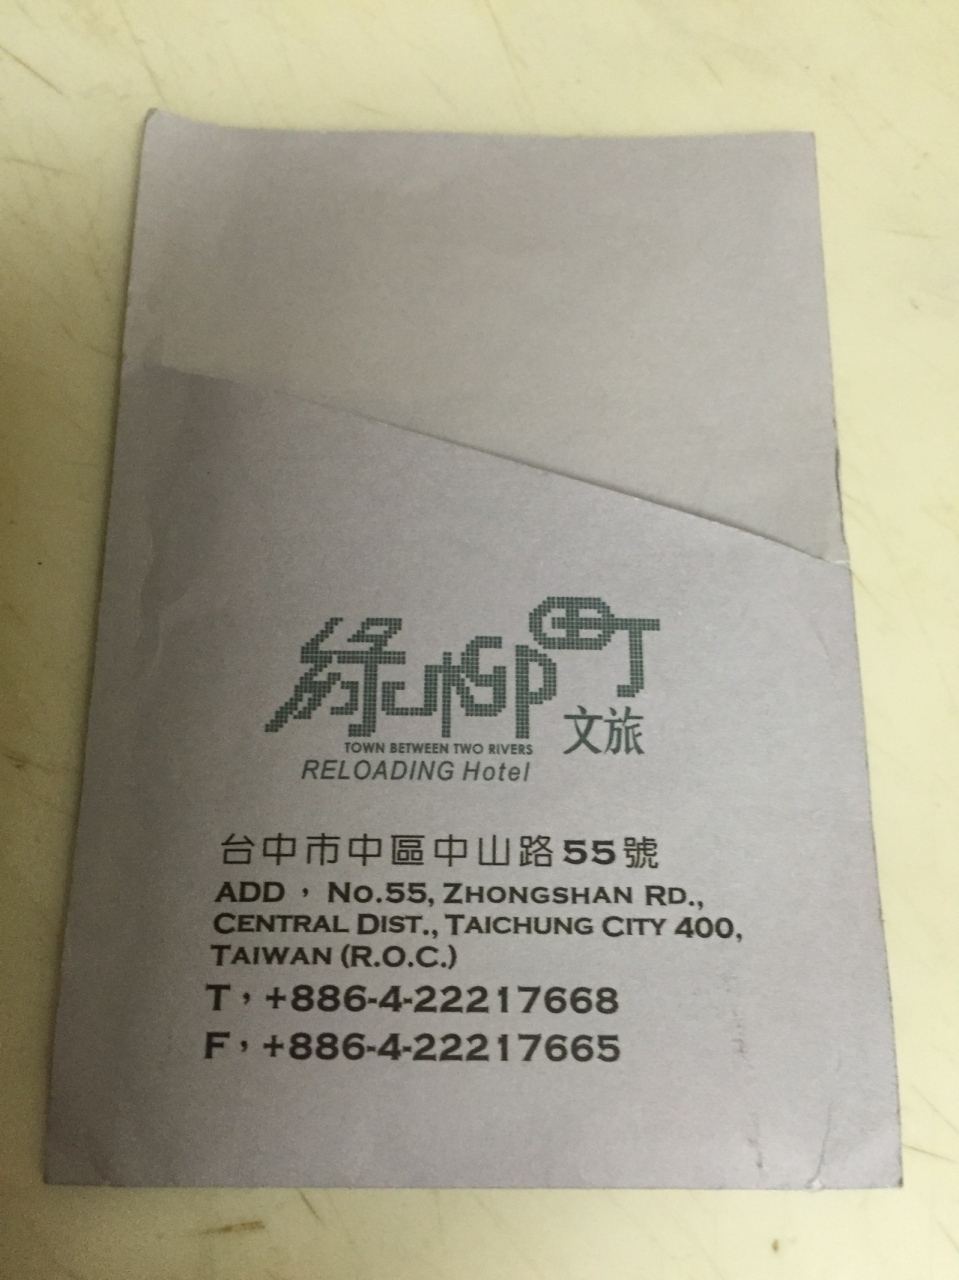 綠柳町
文旅
TOWN BETWEEN TWO RIVERS
RELOADING Hotel
台中市中區中山路55號
ADD，No.55, ZHONGSHAN RD.,
CENTRAL DIST., TAICHUNG CITY 400,
TAIWAN (R.O.C.)
T，+886-4-22217668
F，+886-4-22217665